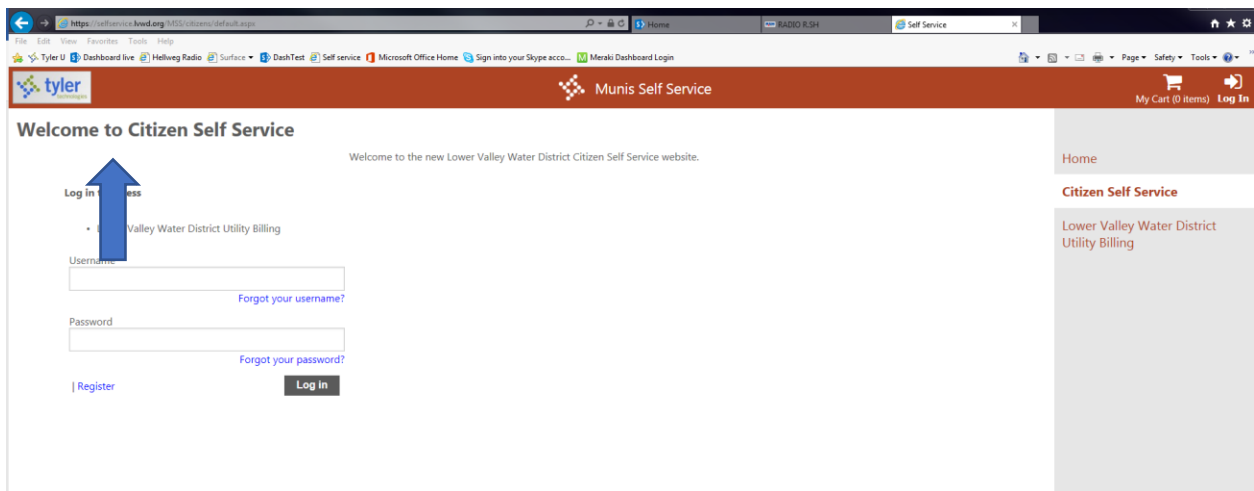 https://selfservice.lvwd.org/MSS/citizens/default.aspx
Home
RADIO R.SH
Self Service
File Edit View Favorites Tools Help
Tyler U Dashboard live Hellweg Radio Surface DashTest Self service Microsoft Office Home Sign into your Skype acco... Meraki Dashboard Login
Page Safety Tools
tyler
technologies
Munis Self Service
My Cart (0 items) Log In
Welcome to Citizen Self Service
Welcome to the new Lower Valley Water District Citizen Self Service website.
Log in
Valley Water District Utility Billing
Username
Forgot your username?
Password
Forgot your password?
| Register
Log in
Home
Citizen Self Service
Lower Valley Water District
Utility Billing